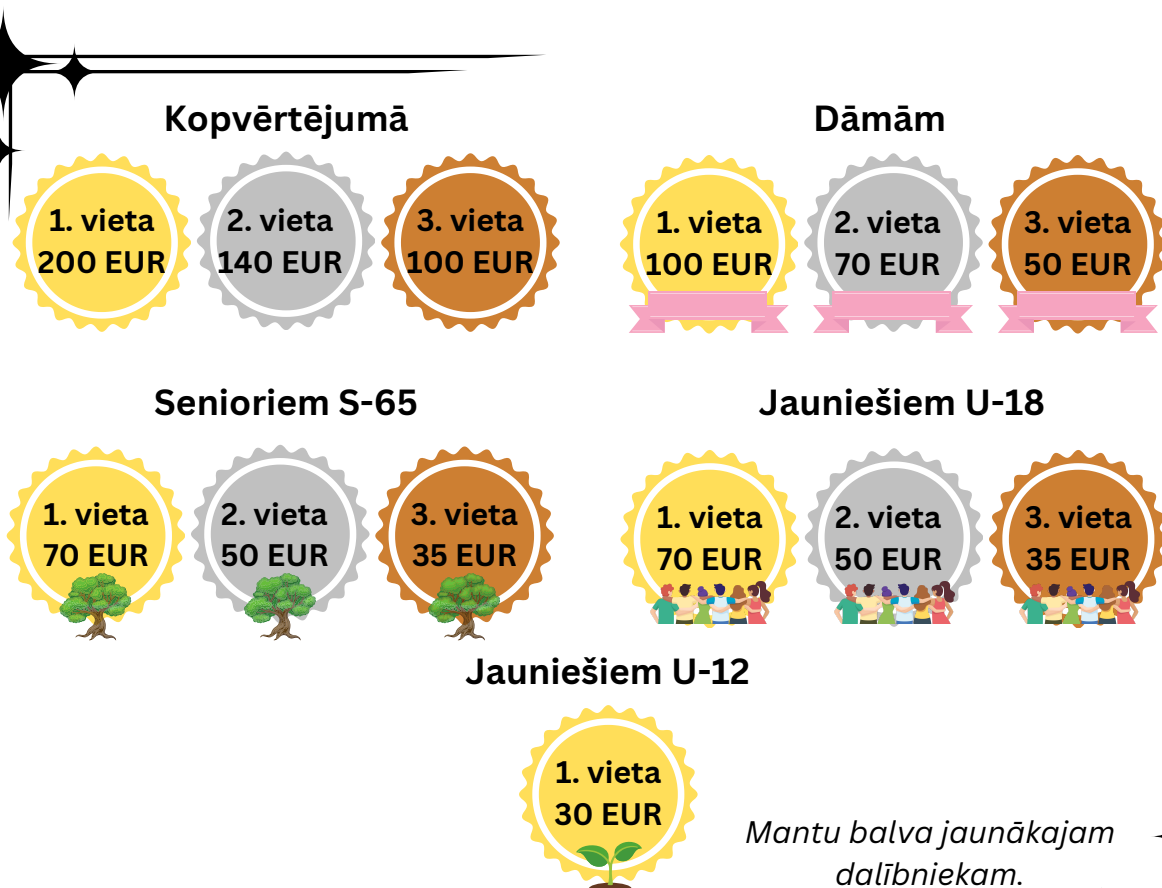 Kopvērtējumā
1. vieta
200 EUR
2. vieta
140 EUR
3. vieta
100 EUR
Dāmām
1. vieta
100 EUR
2. vieta
70 EUR
3. vieta
50 EUR
Senioriem S-65
1. vieta
70 EUR
2. vieta
50 EUR
3. vieta
35 EUR
Jauniešiem U-18
1. vieta
70 EUR
2. vieta
50 EUR
3. vieta
35 EUR
Jauniešiem U-12
1. vieta
30 EUR
Mantu balva jaunākajam
dalībniekam.